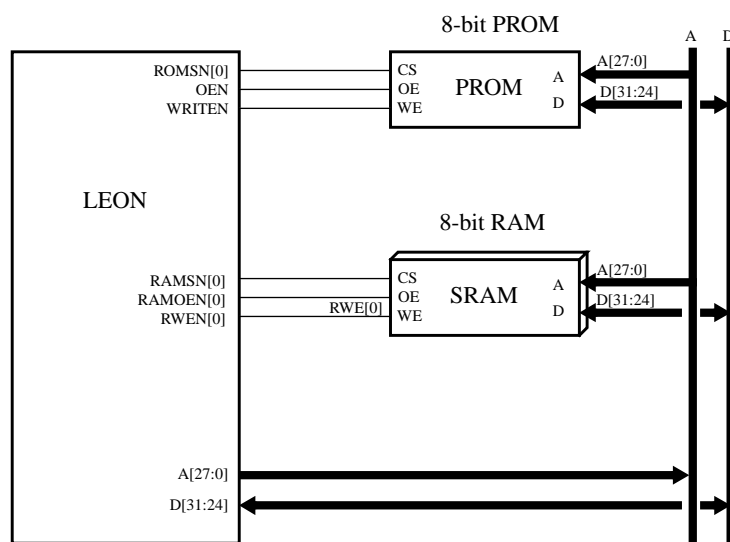 8-bit PROM
A D
ROMSN[0] CS A A[27:0]
OEN OE PROM
WRITEN WE D D[31:24]
LEON
8-bit RAM
RAMSN[0] CS A A[27:0]
RAMOEN[0] OE SRAM
RWEN[0] RWE[0] WE D D[31:24]
A[27:0]
D[31:24]